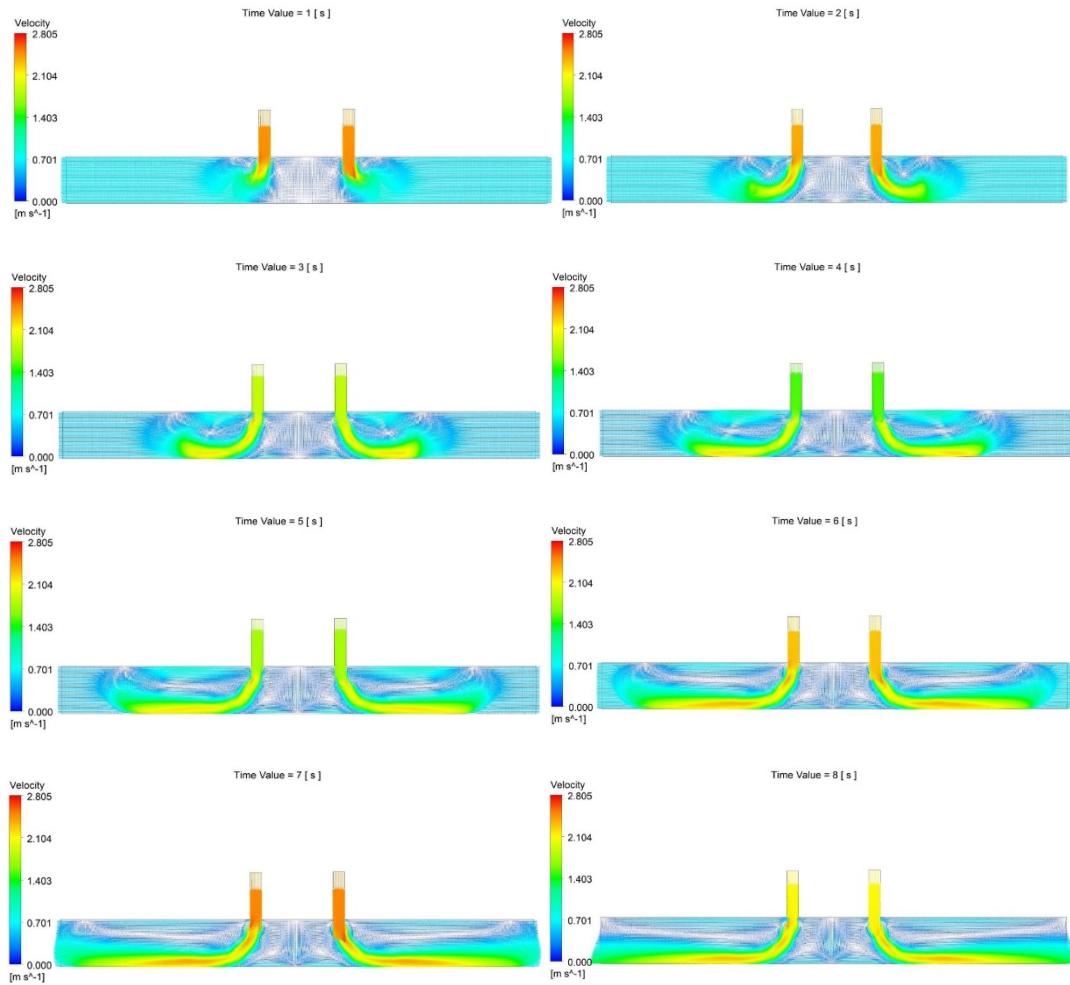 Time Value = 1 [ s ]
Velocity
2.805
2.104
1.403
0.701
0.000
[m s^-1]
Time Value = 2 [ s ]
Velocity
2.805
2.104
1.403
0.701
0.000
[m s^-1]
Time Value = 3 [ s ]
Velocity
2.805
2.104
1.403
0.701
0.000
[m s^-1]
Time Value = 4 [ s ]
Velocity
2.805
2.104
1.403
0.701
0.000
[m s^-1]
Time Value = 5 [ s ]
Velocity
2.805
2.104
1.403
0.701
0.000
[m s^-1]
Time Value = 6 [ s ]
Velocity
2.805
2.104
1.403
0.701
0.000
[m s^-1]
Time Value = 7 [ s ]
Velocity
2.805
2.104
1.403
0.701
0.000
[m s^-1]
Time Value = 8 [ s ]
Velocity
2.805
2.104
1.403
0.701
0.000
[m s^-1]